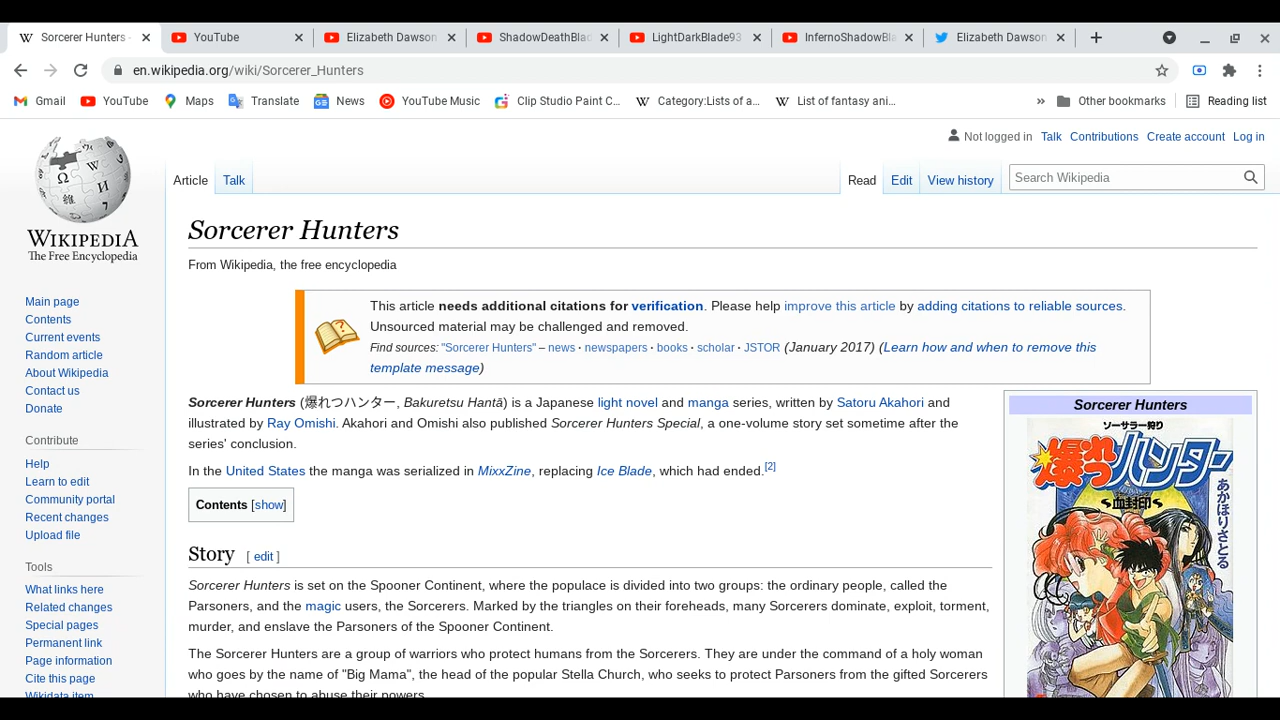 Sorcerer Hunters -
YouTube
Elizabeth Dawson
ShadowDeathBla
LightDarkBlade93
InfernoShadowBla
Elizabeth Dawson
en.wikipedia.org/wiki/Sorcerer_Hunters
Gmail
YouTube
Maps
Translate
News
YouTube Music
Clip Studio Paint C...
Category:Lists of a...
List of fantasy ani...
»
Other bookmarks
Reading list
Not logged in
Talk
Contributions
Create account
Log in
Article
Talk
Read
Edit
View history
Search Wikipedia
WIKIPEDIA
The Free Encyclopedia
Main page
Contents
Current events
Random article
About Wikipedia
Contact us
Donate
Contribute
Help
Learn to edit
Community portal
Recent changes
Upload file
Tools
What links here
Related changes
Special pages
Permanent link
Page information
Cite this page
Wikidata item
Sorcerer Hunters
From Wikipedia, the free encyclopedia
This article needs additional citations for verification. Please help improve this article by adding citations to reliable sources.
Unsourced material may be challenged and removed.
Find sources: "Sorcerer Hunters" – news · newspapers · books · scholar · JSTOR (January 2017) (Learn how and when to remove this
template message)
Sorcerer Hunters (爆れつハンター, Bakuretsu Hantā) is a Japanese light novel and manga series, written by Satoru Akahori and
illustrated by Ray Omishi. Akahori and Omishi also published Sorcerer Hunters Special, a one-volume story set sometime after the
series' conclusion.
In the United States the manga was serialized in MixxZine, replacing Ice Blade, which had ended.[2]
Contents [show]
Story [ edit ]
Sorcerer Hunters is set on the Spooner Continent, where the populace is divided into two groups: the ordinary people, called the
Parsoners, and the magic users, the Sorcerers. Marked by the triangles on their foreheads, many Sorcerers dominate, exploit, torment,
murder, and enslave the Parsoners of the Spooner Continent.
The Sorcerer Hunters are a group of warriors who protect humans from the Sorcerers. They are under the command of a holy woman
who goes by the name of "Big Mama", the head of the popular Stella Church, who seeks to protect Parsoners from the gifted Sorcerers
who have chosen to abuse their powers.
Sorcerer Hunters
ソーサラー狩り
爆れつハンター
血封印
あかほりさとる